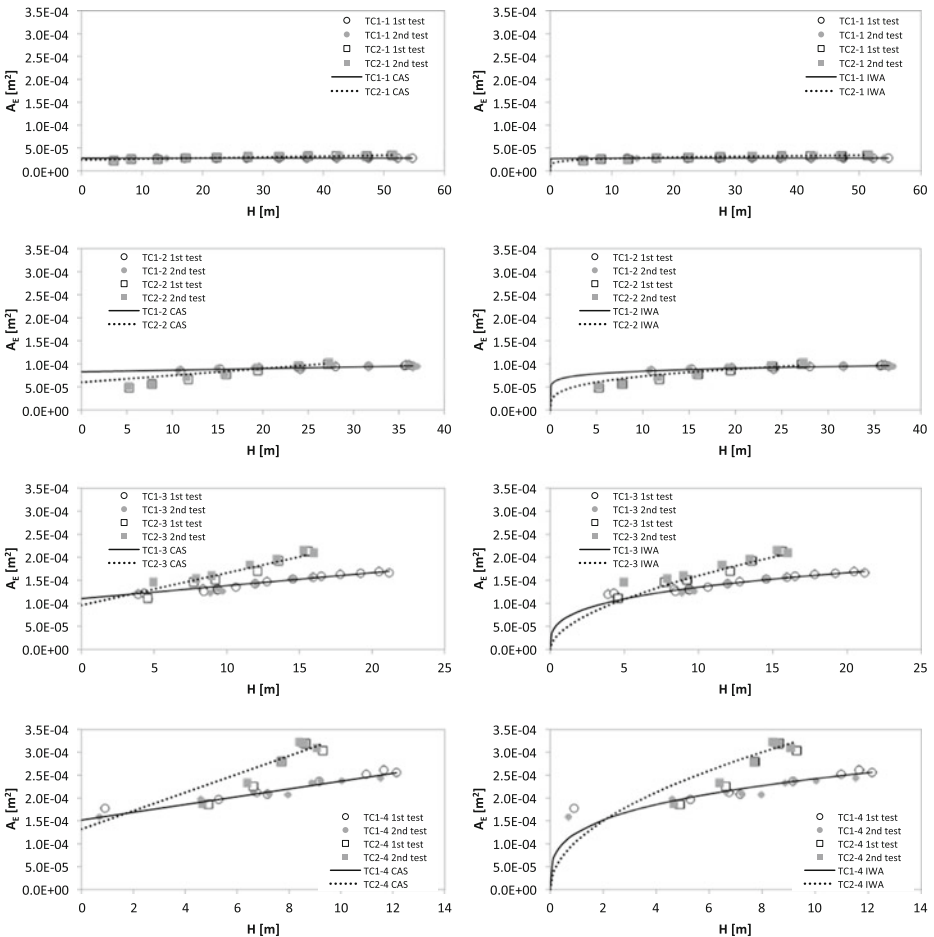 3.5E-04
3.0E-04
2.5E-04
2.0E-04
1.5E-04
1.0E-04
5.0E-05
0.0E+00
A_E [m²]
TC1-1 1st test
TC1-1 2nd test
TC2-1 1st test
TC2-1 2nd test
TC1-1 CAS
TC2-1 CAS
0 10 20 30 40 50 60
H [m]
3.5E-04
3.0E-04
2.5E-04
2.0E-04
1.5E-04
1.0E-04
5.0E-05
0.0E+00
A_E [m²]
TC1-1 1st test
TC1-1 2nd test
TC2-1 1st test
TC2-1 2nd test
TC1-1 IWA
TC2-1 IWA
0 10 20 30 40 50 60
H [m]
3.5E-04
3.0E-04
2.5E-04
2.0E-04
1.5E-04
1.0E-04
5.0E-05
0.0E+00
A_E [m²]
TC1-2 1st test
TC1-2 2nd test
TC2-2 1st test
TC2-2 2nd test
TC1-2 CAS
TC2-2 CAS
0 5 10 15 20 25 30 35 40
H [m]
3.5E-04
3.0E-04
2.5E-04
2.0E-04
1.5E-04
1.0E-04
5.0E-05
0.0E+00
A_E [m²]
TC1-2 1st test
TC1-2 2nd test
TC2-2 1st test
TC2-2 2nd test
TC1-2 IWA
TC2-2 IWA
0 5 10 15 20 25 30 35 40
H [m]
3.5E-04
3.0E-04
2.5E-04
2.0E-04
1.5E-04
1.0E-04
5.0E-05
0.0E+00
A_E [m²]
TC1-3 1st test
TC1-3 2nd test
TC2-3 1st test
TC2-3 2nd test
TC1-3 CAS
TC2-3 CAS
0 5 10 15 20 25
H [m]
3.5E-04
3.0E-04
2.5E-04
2.0E-04
1.5E-04
1.0E-04
5.0E-05
0.0E+00
A_E [m²]
TC1-3 1st test
TC1-3 2nd test
TC2-3 1st test
TC2-3 2nd test
TC1-3 IWA
TC2-3 IWA
0 5 10 15 20 25
H [m]
3.5E-04
3.0E-04
2.5E-04
2.0E-04
1.5E-04
1.0E-04
5.0E-05
0.0E+00
A_E [m²]
TC1-4 1st test
TC1-4 2nd test
TC2-4 1st test
TC2-4 2nd test
TC1-4 CAS
TC2-4 CAS
0 2 4 6 8 10 12 14
H [m]
3.5E-04
3.0E-04
2.5E-04
2.0E-04
1.5E-04
1.0E-04
5.0E-05
0.0E+00
A_E [m²]
TC1-4 1st test
TC1-4 2nd test
TC2-4 1st test
TC2-4 2nd test
TC1-4 IWA
TC2-4 IWA
0 2 4 6 8 10 12 14
H [m]